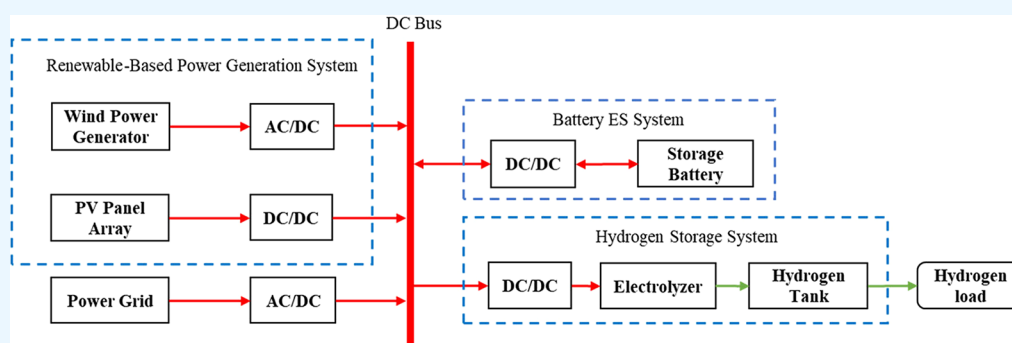 DC Bus
Renewable-Based Power Generation System
Wind Power
Generator
AC/DC
PV Panel
Array
DC/DC
Power Grid
AC/DC
Battery ES System
DC/DC
Storage
Battery
Hydrogen Storage System
DC/DC
Electrolyzer
Hydrogen
Tank
Hydrogen
load